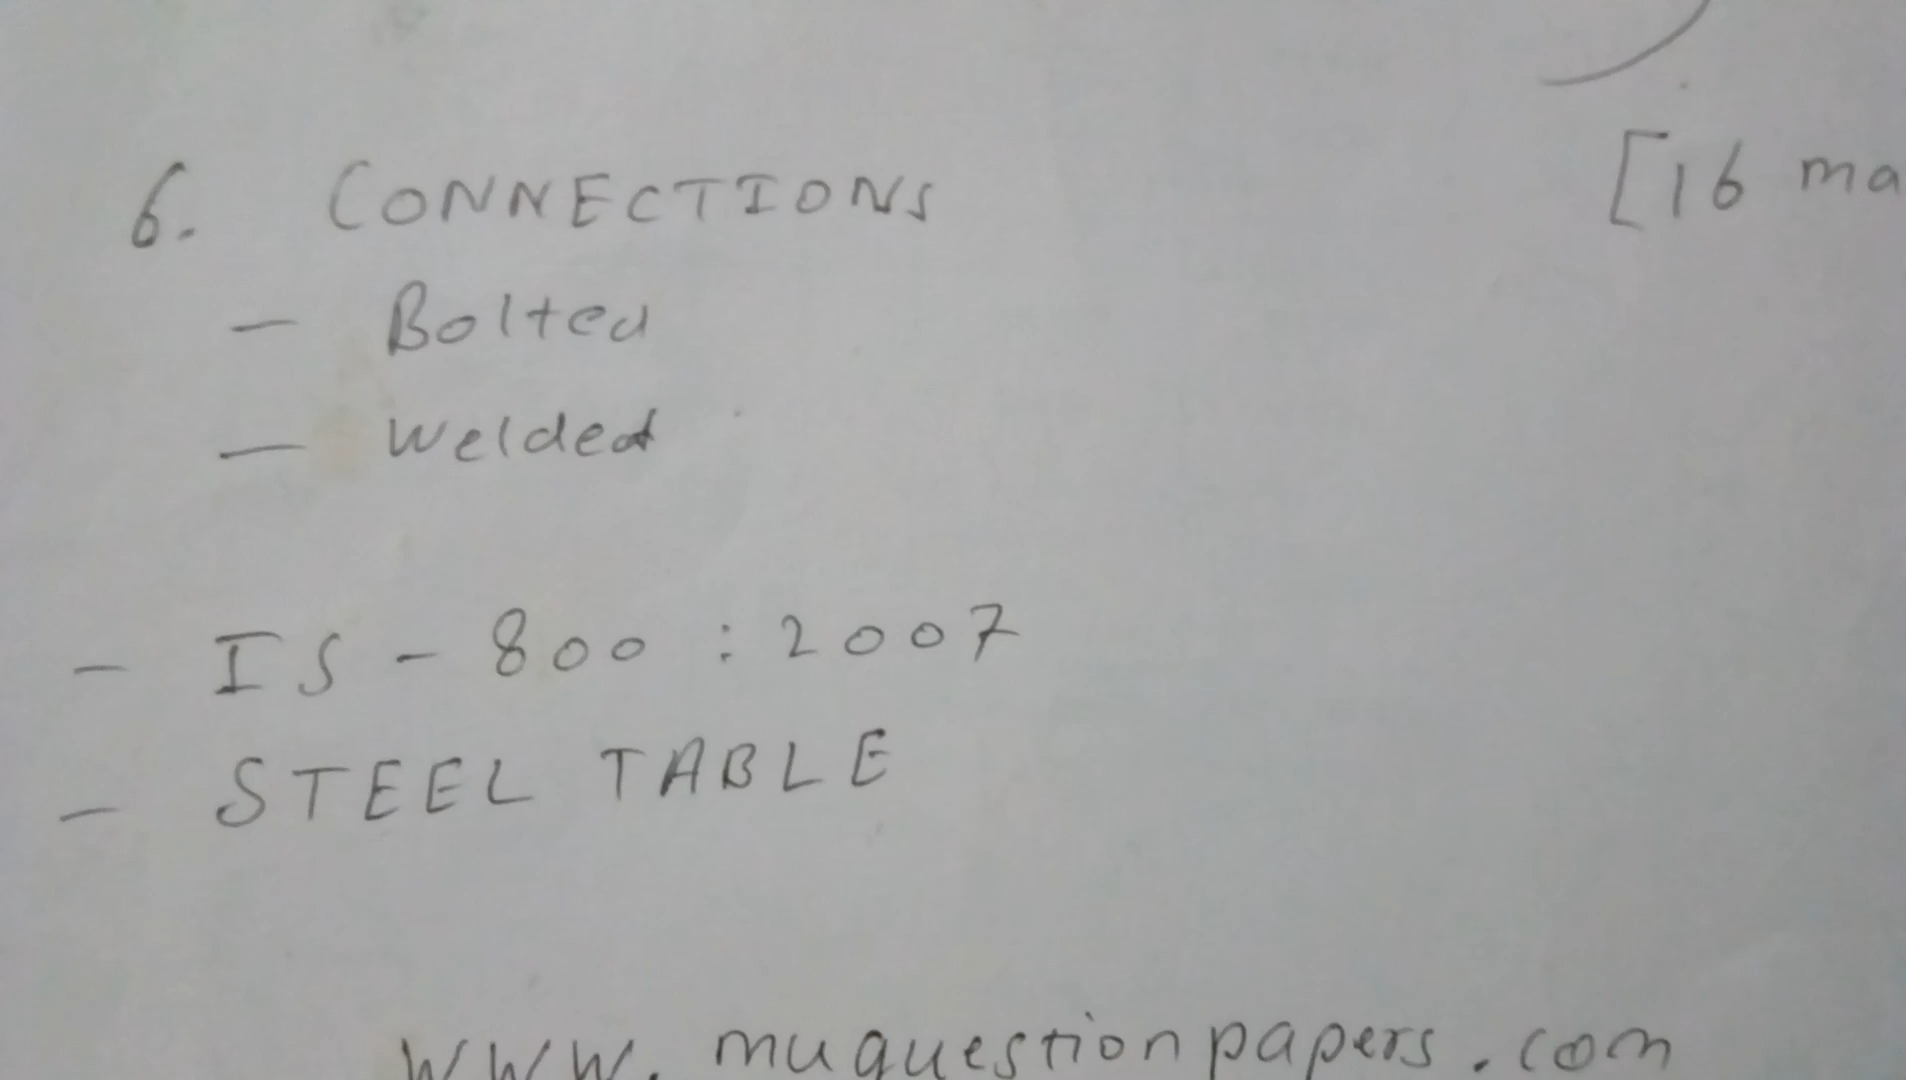 6. CONNECTIONS [16 ma
- Bolted
- Welded
- IS - 800 : 2007
- STEEL TABLE
www.muquestionpapers.com